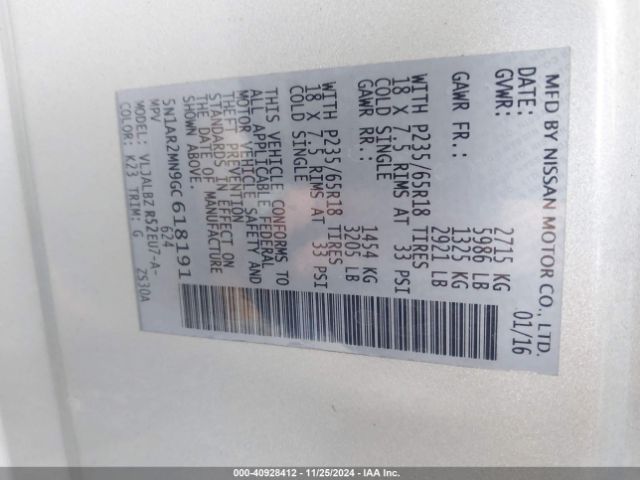 MFD BY NISSAN MOTOR CO., LTD.
DATE: 01/16
GVWR: 2715 KG
5986 LB
GAWR FR.: 1325 KG
2921 LB
WITH P235/65R18 TIRES
18 X 7.5 RIMS AT 33 PSI
COLD SINGLE
GAWR RR.: 1454 KG
3205 LB
WITH P235/65R18 TIRES
18 X 7.5 RIMS AT 33 PSI
COLD SINGLE
THIS VEHICLE CONFORMS TO
ALL APPLICABLE FEDERAL
MOTOR VEHICLE SAFETY AND
THEFT PREVENTION
STANDARDS IN EFFECT ON
THE DATE OF MANUFACTURE
SHOWN ABOVE.
5N1AR2MN9GC618191
MPV 624
MODEL: VLJALBZ R52EU7-A-
COLOR: K23 TRIM: G ZS30A
000-40928412 - 11/25/2024 - IAA Inc.